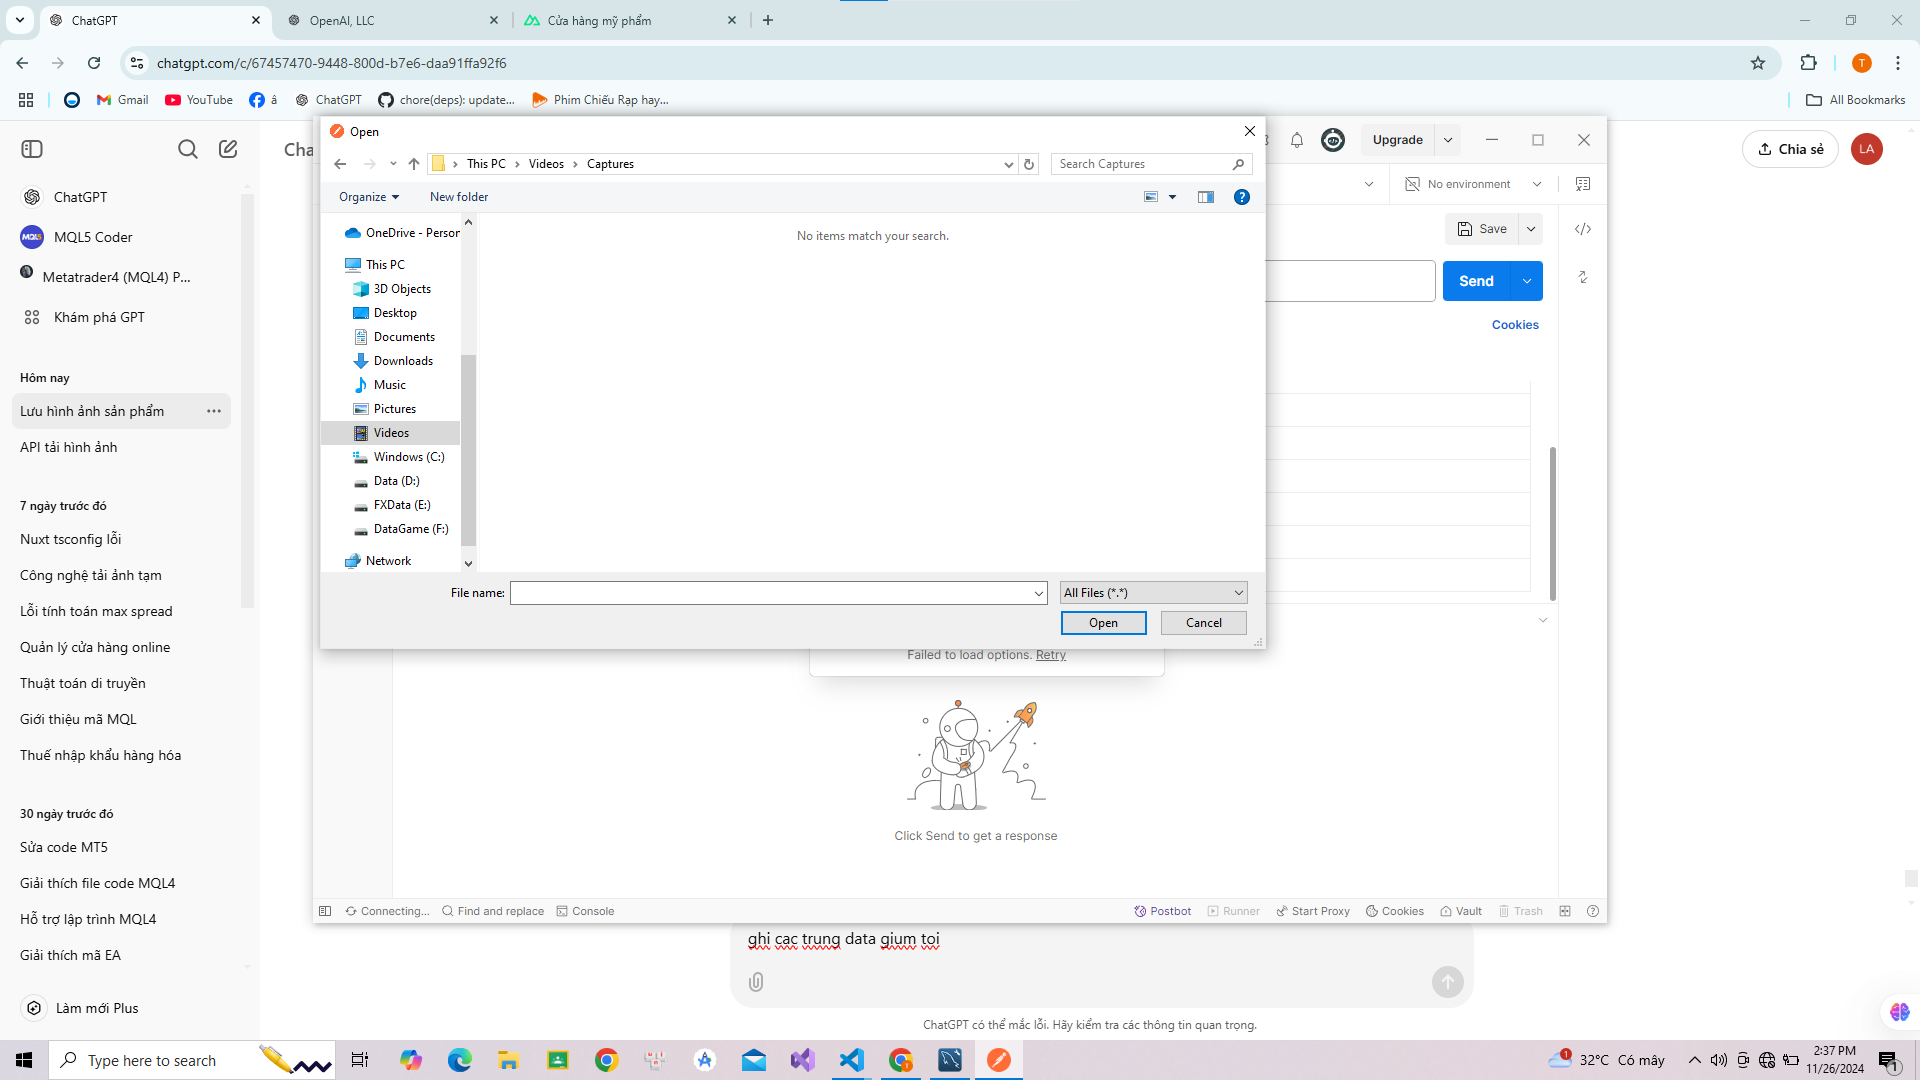 ChatGPT
OpenAI, LLC
Cửa hàng mỹ phẩm
chatgpt.com/c/67457470-9448-800d-b7e6-daa91ffa92f6
T
Gmail
YouTube
â
ChatGPT
chore(deps): update...
Phim Chiếu Rạp hay...
All Bookmarks
Cha
Chia sẻ
LA
ChatGPT
MQL5 Coder
Metatrader4 (MQL4) P...
Khám phá GPT
Hôm nay
Lưu hình ảnh sản phẩm
API tải hình ảnh
7 ngày trước đó
Nuxt tsconfig lỗi
Công nghệ tải ảnh tạm
Lỗi tính toán max spread
Quản lý cửa hàng online
Thuật toán di truyền
Giới thiệu mã MQL
Thuế nhập khẩu hàng hóa
30 ngày trước đó
Sửa code MT5
Giải thích file code MQL4
Hỗ trợ lập trình MQL4
Giải thích mã EA
Làm mới Plus
Open
This PC
Videos
Captures
Search Captures
Organize
New folder
OneDrive - Person
This PC
3D Objects
Desktop
Documents
Downloads
Music
Pictures
Videos
Windows (C:)
Data (D:)
FXData (E:)
DataGame (F:)
Network
No items match your search.
File name:
All Files (*.*)
Open
Cancel
Upgrade
No environment
Save
Send
Cookies
Failed to load options. Retry
Click Send to get a response
Connecting...
Find and replace
Console
Postbot
Runner
Start Proxy
Cookies
Vault
Trash
ghi cac trung data gium toi
ChatGPT có thể mắc lỗi. Hãy kiểm tra các thông tin quan trọng.
Type here to search
1
32°C Có mây
2:37 PM
11/26/2024
1